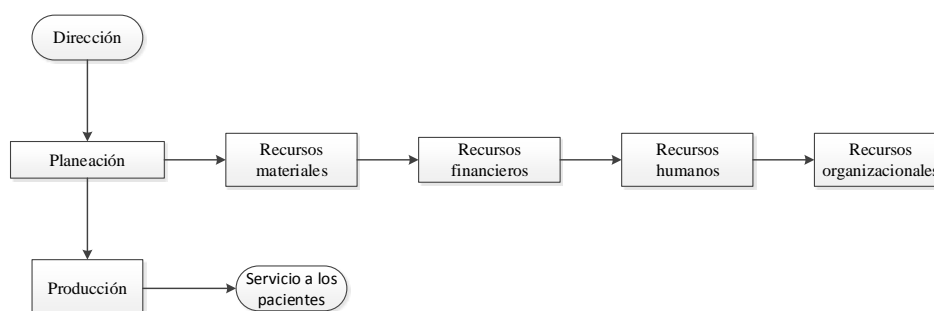 Dirección
Planeación
Recursos
materiales
Recursos
financieros
Recursos
humanos
Recursos
organizacionales
Producción
Servicio a los
pacientes